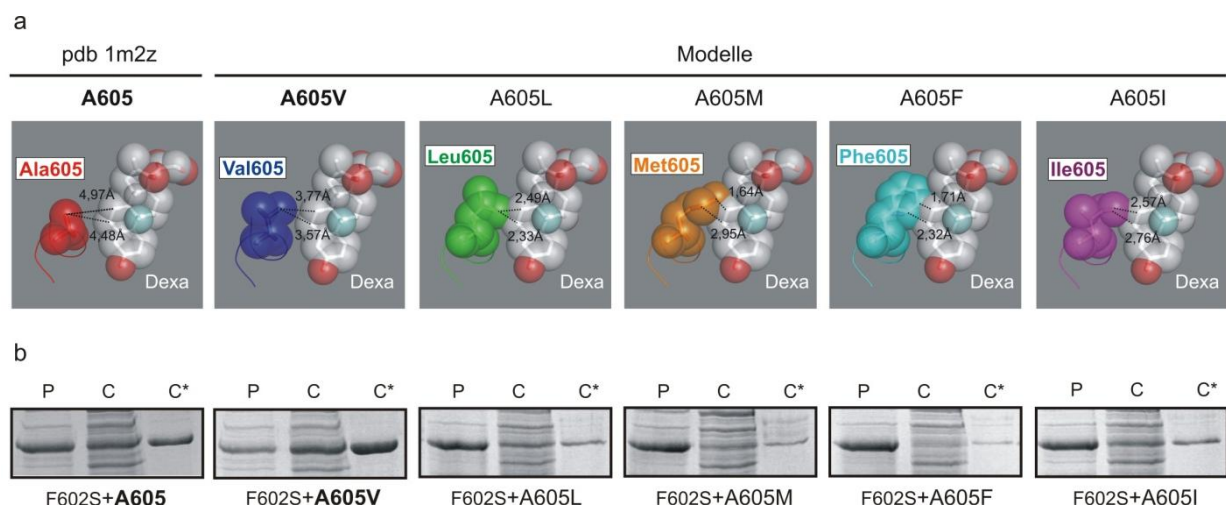 a
pdb 1m2z Modelle
A605 A605V A605L A605M A605F A605I
Ala605 Val605 Leu605 Met605 Phe605 Ile605
4,97Å 3,77Å 2,49Å 1,64Å 1,71Å 2,57Å
4,48Å 3,57Å 2,33Å 2,95Å 2,32Å 2,76Å
Dexa Dexa Dexa Dexa Dexa Dexa
b
P C C* P C C* P C C* P C C* P C C* P C C*
F602S+A605 F602S+A605V F602S+A605L F602S+A605M F602S+A605F F602S+A605I